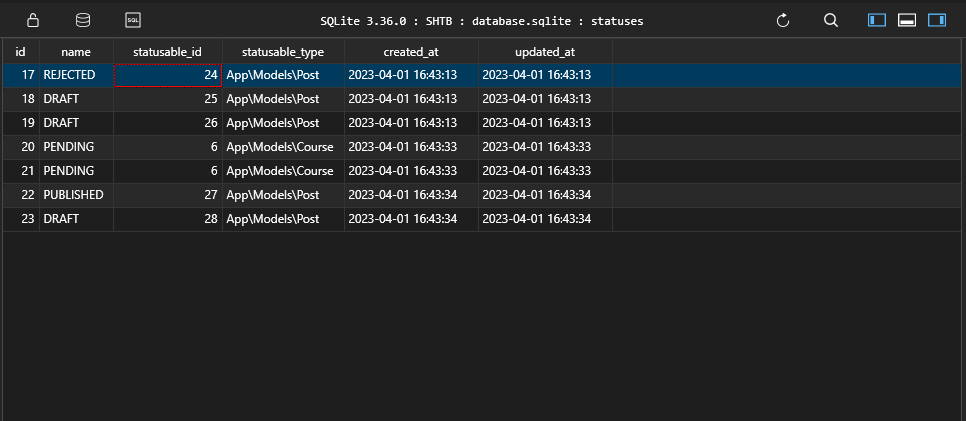 SQL SQLite 3.36.0 : SHTB : database.sqlite : statuses
id name statusable_id statusable_type created_at updated_at
17 REJECTED 24 App\Models\Post 2023-04-01 16:43:13 2023-04-01 16:43:13
18 DRAFT 25 App\Models\Post 2023-04-01 16:43:13 2023-04-01 16:43:13
19 DRAFT 26 App\Models\Post 2023-04-01 16:43:13 2023-04-01 16:43:13
20 PENDING 6 App\Models\Course 2023-04-01 16:43:33 2023-04-01 16:43:33
21 PENDING 6 App\Models\Course 2023-04-01 16:43:33 2023-04-01 16:43:33
22 PUBLISHED 27 App\Models\Post 2023-04-01 16:43:34 2023-04-01 16:43:34
23 DRAFT 28 App\Models\Post 2023-04-01 16:43:34 2023-04-01 16:43:34